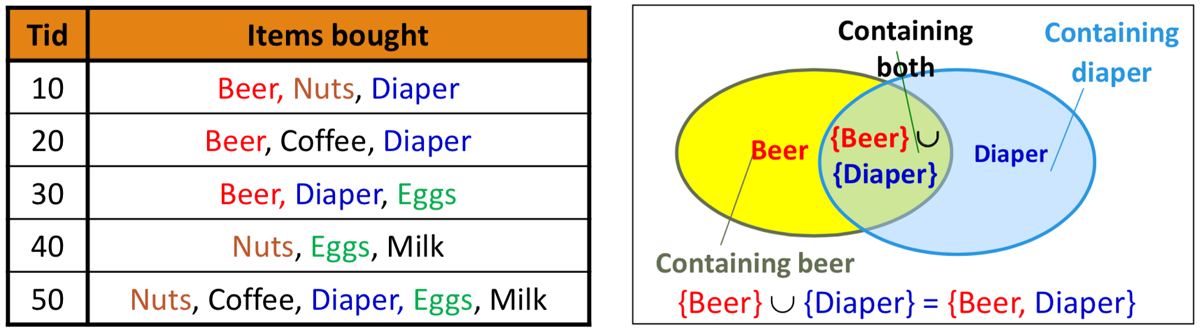 Tid Items bought
10 Beer, Nuts, Diaper
20 Beer, Coffee, Diaper
30 Beer, Diaper, Eggs
40 Nuts, Eggs, Milk
50 Nuts, Coffee, Diaper, Eggs, Milk
Containing
both
Containing
diaper
Beer
{Beer} ∪
{Diaper}
Diaper
Containing beer
{Beer} ∪ {Diaper} = {Beer, Diaper}